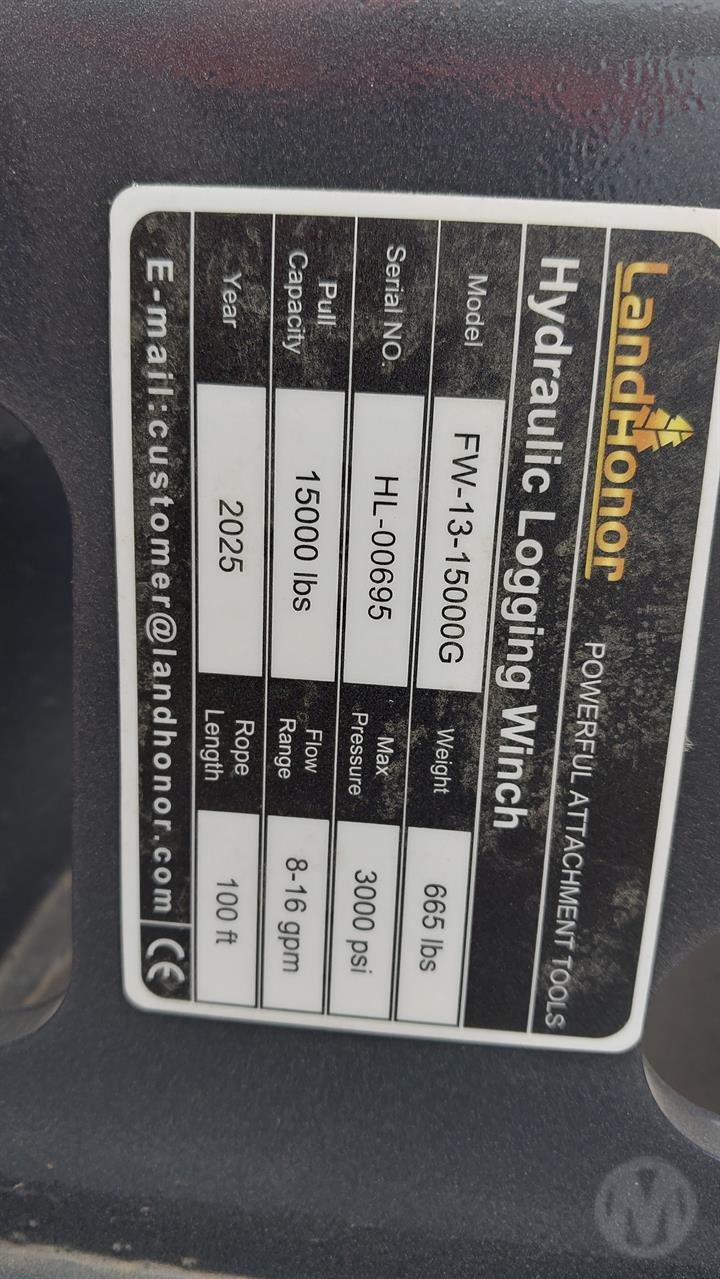 LandHonor POWERFUL ATTACHMENT TOOLS
Hydraulic Logging Winch
Model FW-13-15000G Weight 665 lbs
Serial NO. HL-00695 Max Pressure 3000 psi
Pull Capacity 15000 lbs Flow Range 8-16 gpm
Year 2025 Rope Length 100 ft
E-mail:customer@landhonor.com CE
M